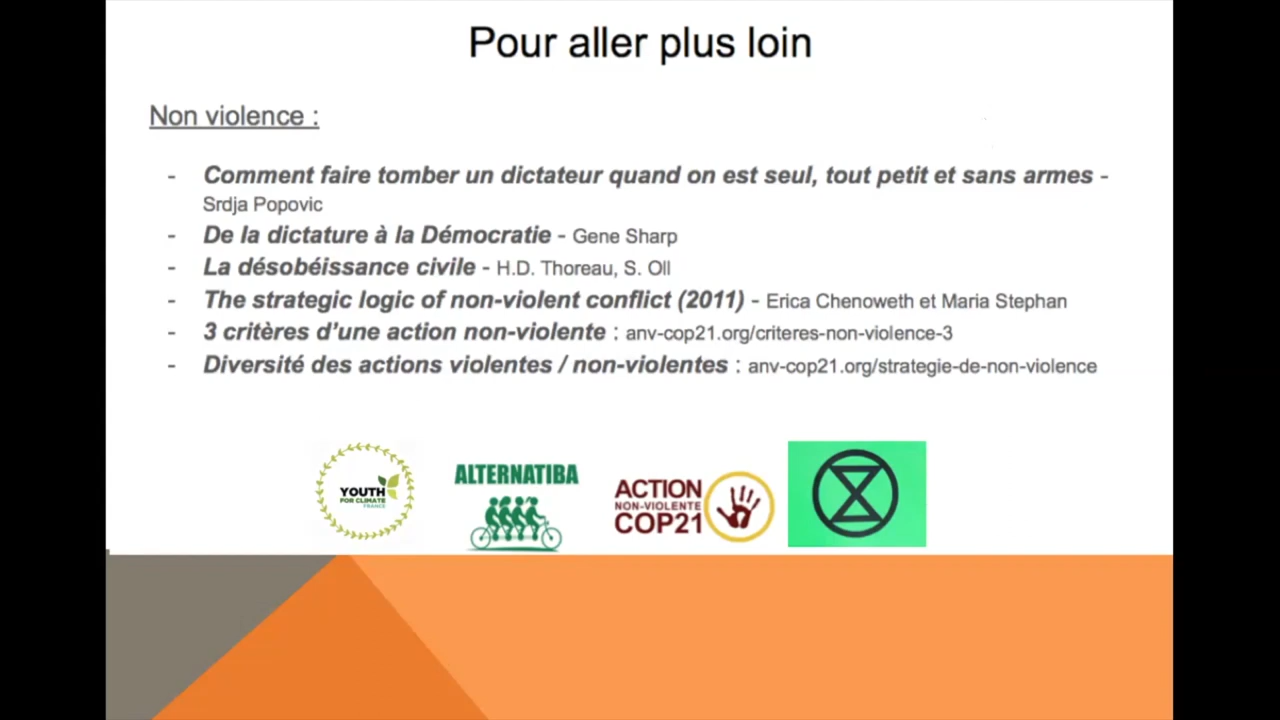 Pour aller plus loin
Non violence :
- Comment faire tomber un dictateur quand on est seul, tout petit et sans armes -
Srdja Popovic
- De la dictature à la Démocratie - Gene Sharp
- La désobéissance civile - H.D. Thoreau, S. Oll
- The strategic logic of non-violent conflict (2011) - Erica Chenoweth et Maria Stephan
- 3 critères d’une action non-violente : anv-cop21.org/criteres-non-violence-3
- Diversité des actions violentes / non-violentes : anv-cop21.org/strategie-de-non-violence
YOUTH
FOR CLIMATE
FRANCE
ALTERNATIBA
ACTION
NON-VIOLENTE
COP21